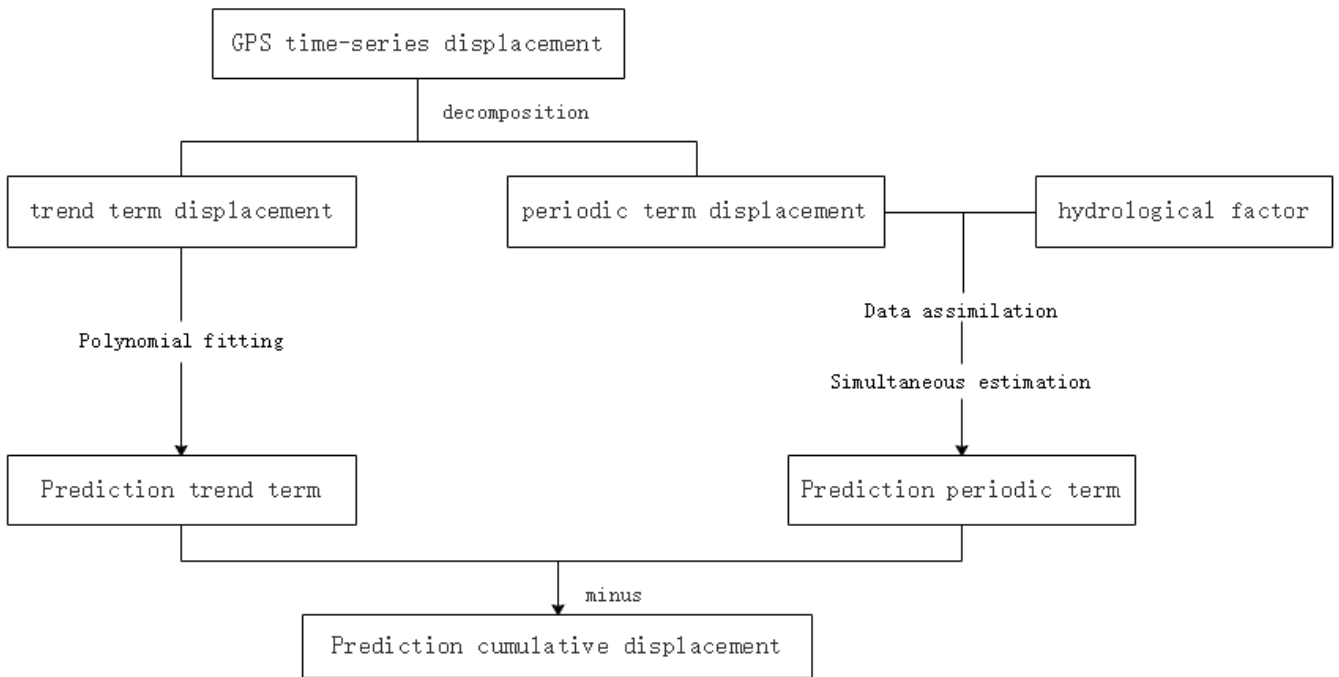 GPS time-series displacement
decomposition
trend term displacement
periodic term displacement
hydrological factor
Data assimilation
Polynomial fitting
Simultaneous estimation
Prediction trend term
Prediction periodic term
minus
Prediction cumulative displacement